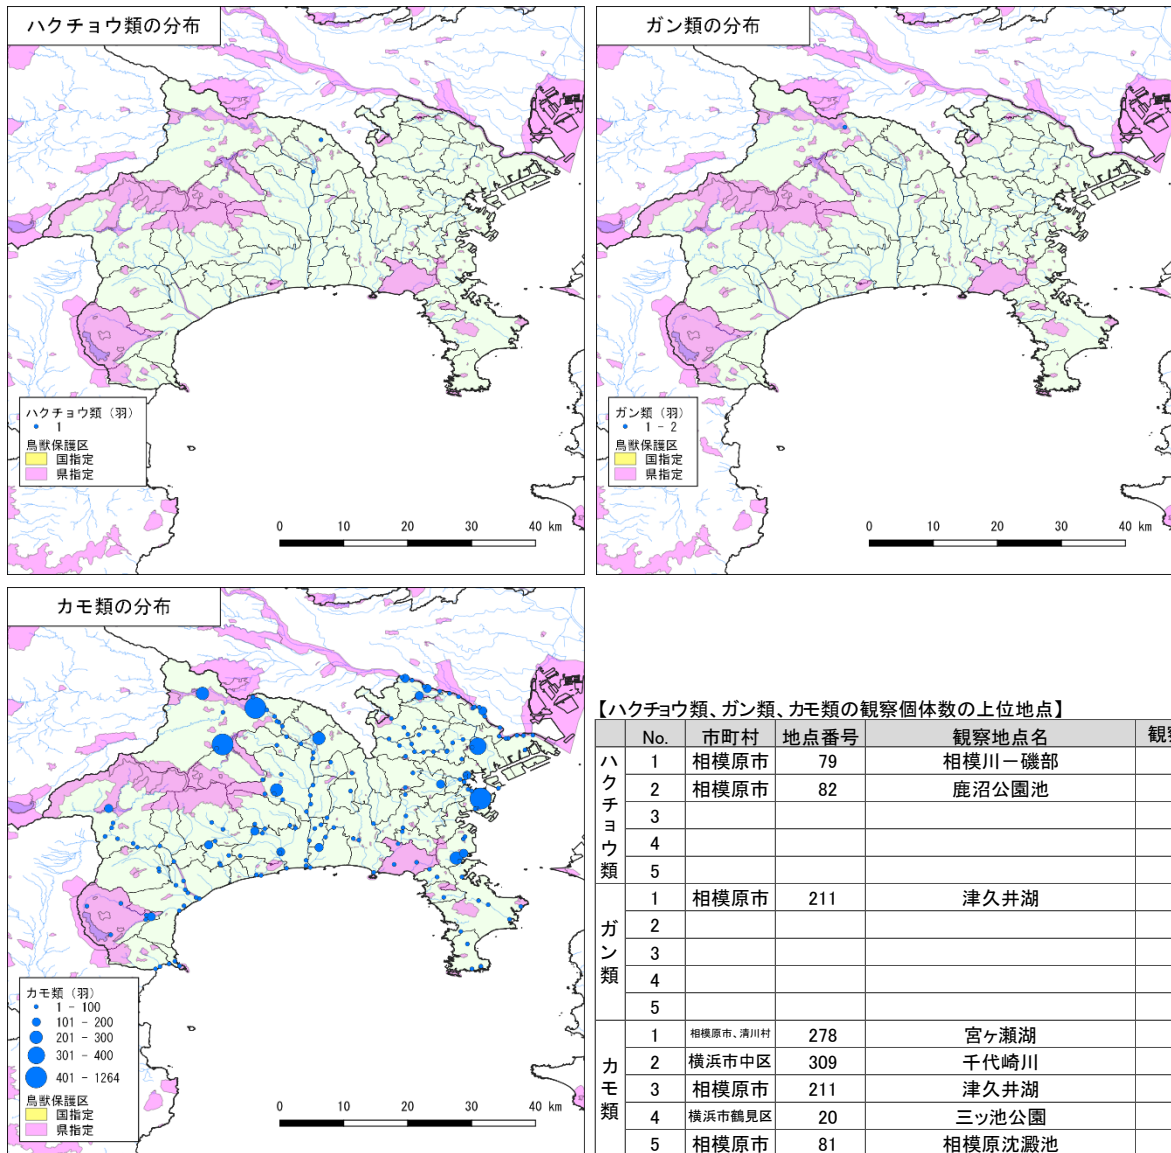 ハクチョウ類の分布
ハクチョウ類（羽）
1
鳥獣保護区
国指定
県指定
0 10 20 30 40 km
ガン類の分布
ガン類（羽）
1 - 2
鳥獣保護区
国指定
県指定
0 10 20 30 40 km
カモ類の分布
カモ類（羽）
1 - 100
101 - 200
201 - 300
301 - 400
401 - 1264
鳥獣保護区
国指定
県指定
0 10 20 30 40 km
【ハクチョウ類、ガン類、カモ類の観察個体数の上位地点】
No. 市町村 地点番号 観察地点名
ハクチョウ類
1 相模原市 79 相模川ー磯部
2 相模原市 82 鹿沼公園池
3
4
5
ガン類
1 相模原市 211 津久井湖
2
3
4
5
カモ類
1 相模原市、清川村 278 宮ヶ瀬湖
2 横浜市中区 309 千代崎川
3 相模原市 211 津久井湖
4 横浜市鶴見区 20 三ッ池公園
5 相模原市 81 相模原沈澱池